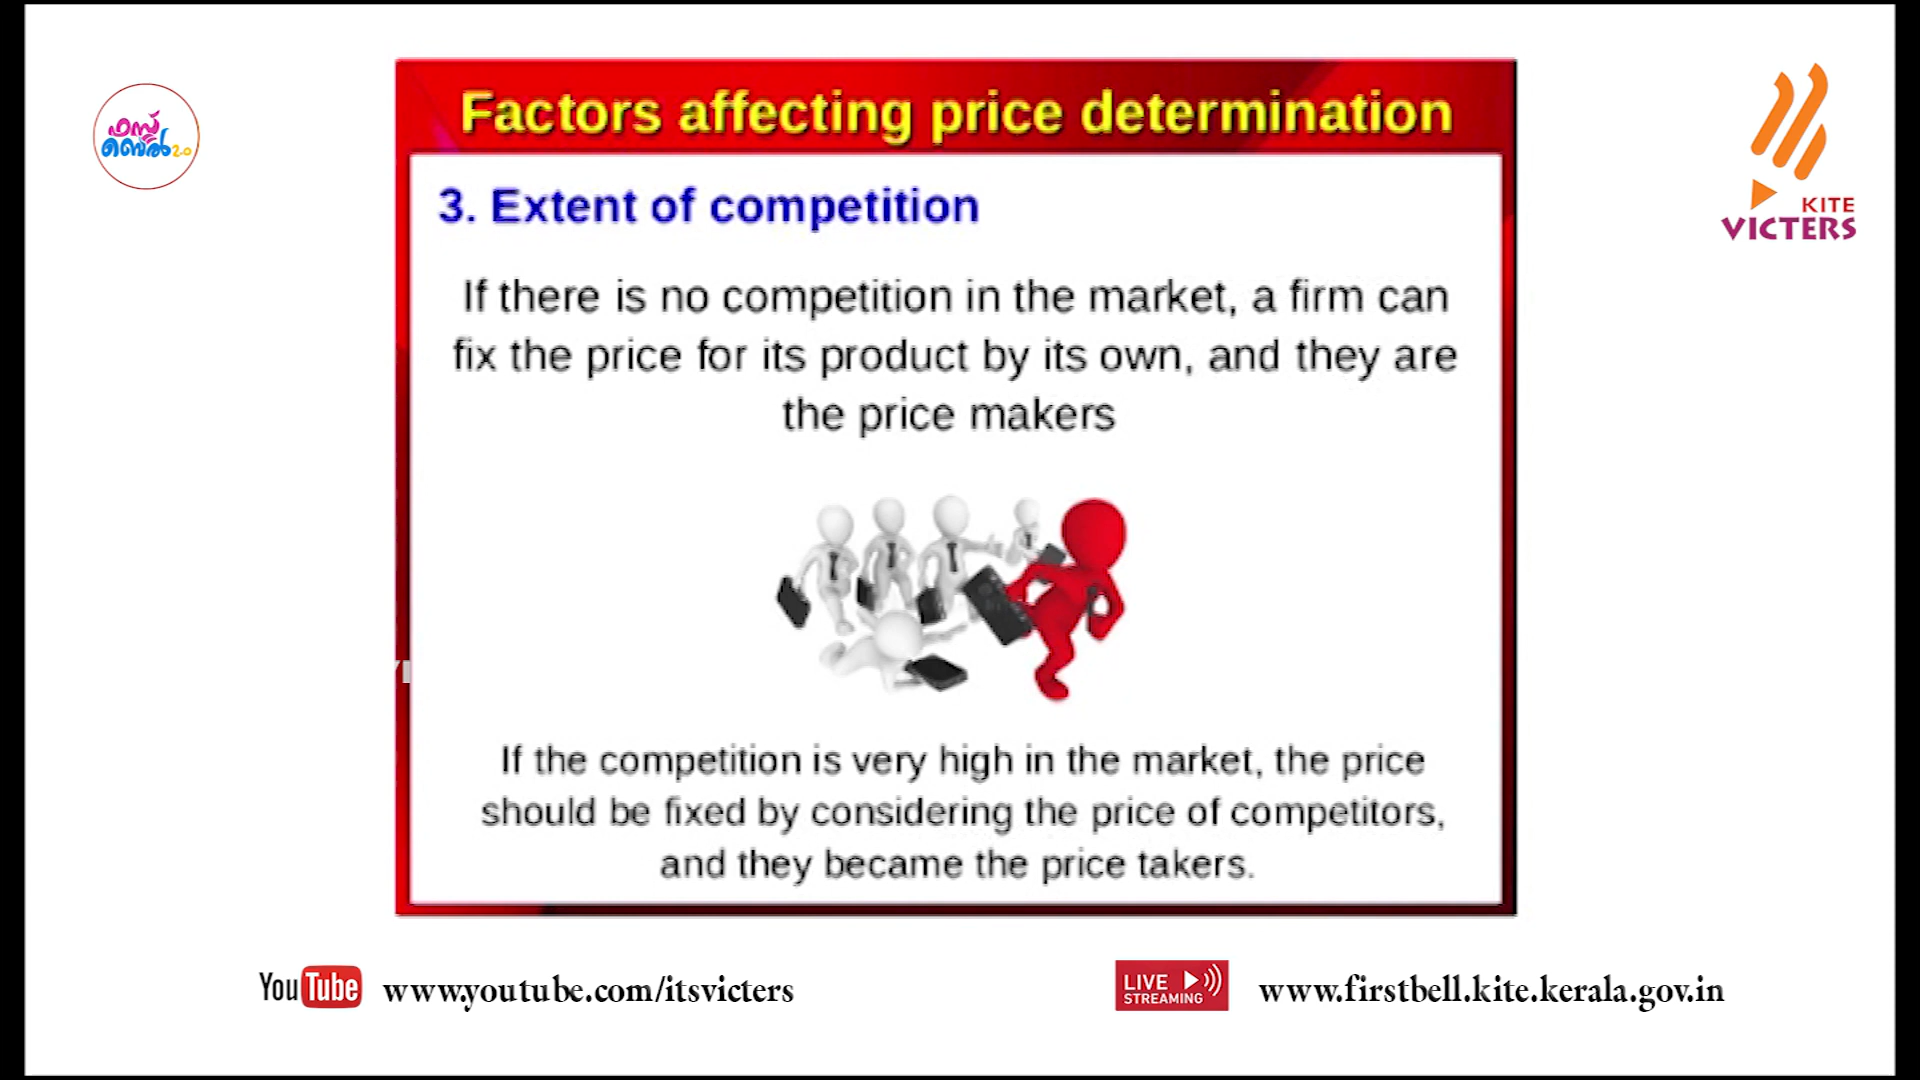 Factors affecting price determination
ഫസ്റ്റ്
ബെൽ 2.0
KITE
VICTERS
3. Extent of competition
If there is no competition in the market, a firm can
fix the price for its product by its own, and they are
the price makers
If the competition is very high in the market, the price
should be fixed by considering the price of competitors,
and they became the price takers.
YouTube www.youtube.com/itsvicters
LIVE
STREAMING
www.firstbell.kite.kerala.gov.in